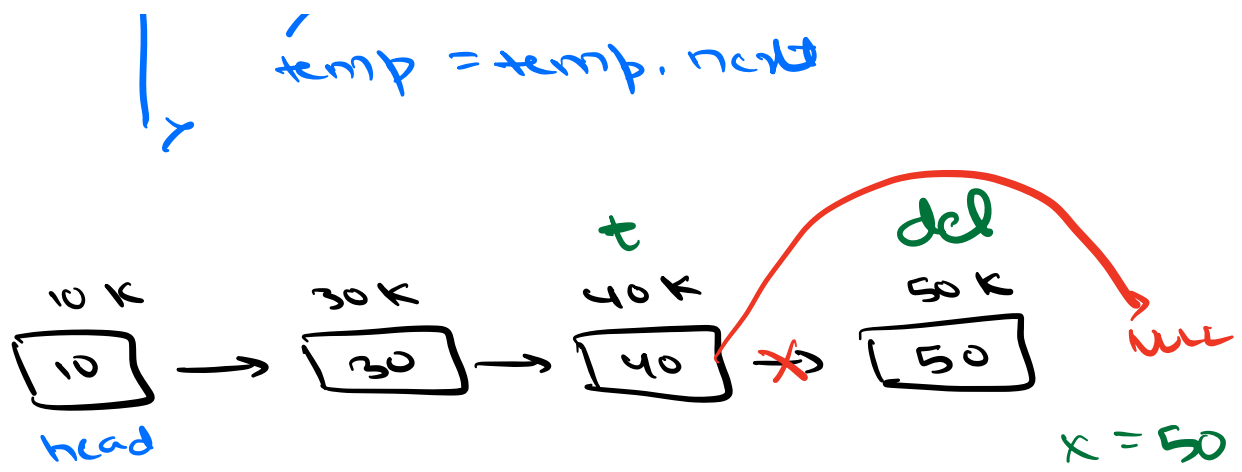 temp = temp. next
t
del
10 K 30 K 40 K 50 K
NULL
10 30 40 50
head
x = 50